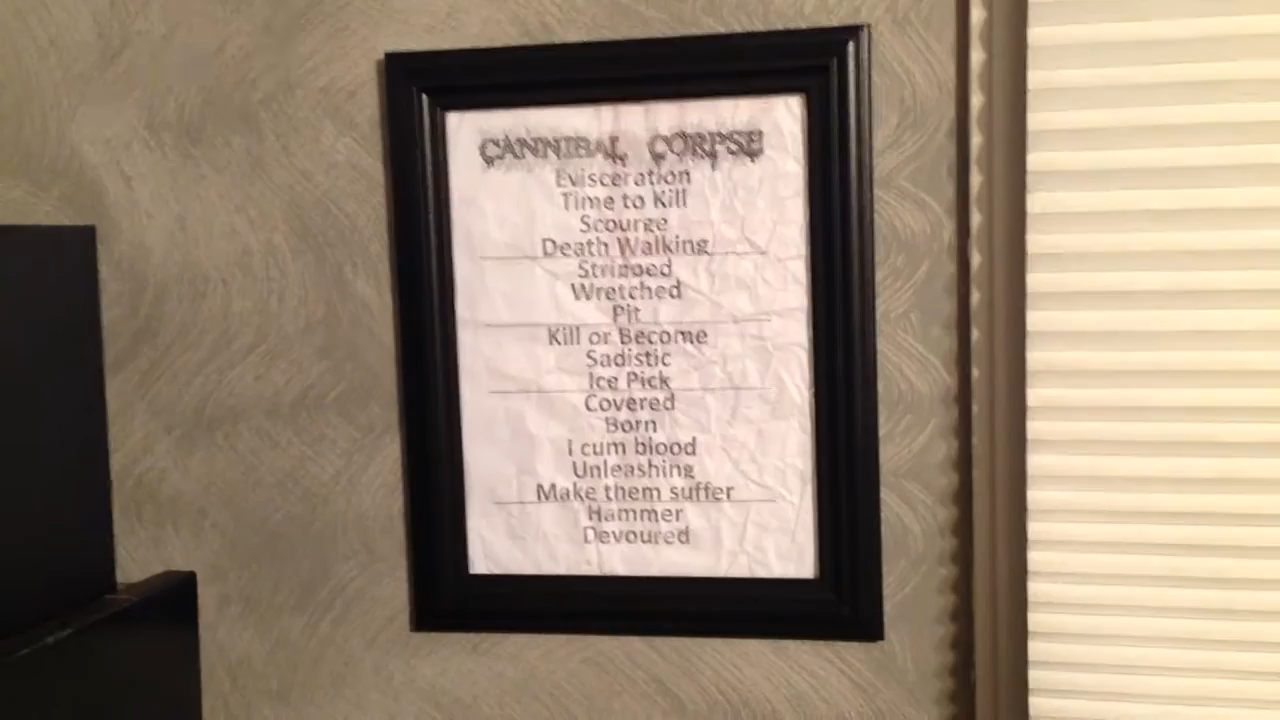 CANNIBAL CORPSE
Evisceration
Time to Kill
Scourge
Death Walking
Stripped
Wretched
Pit
Kill or Become
Sadistic
Ice Pick
Covered
Born
I cum blood
Unleashing
Make them suffer
Hammer
Devoured